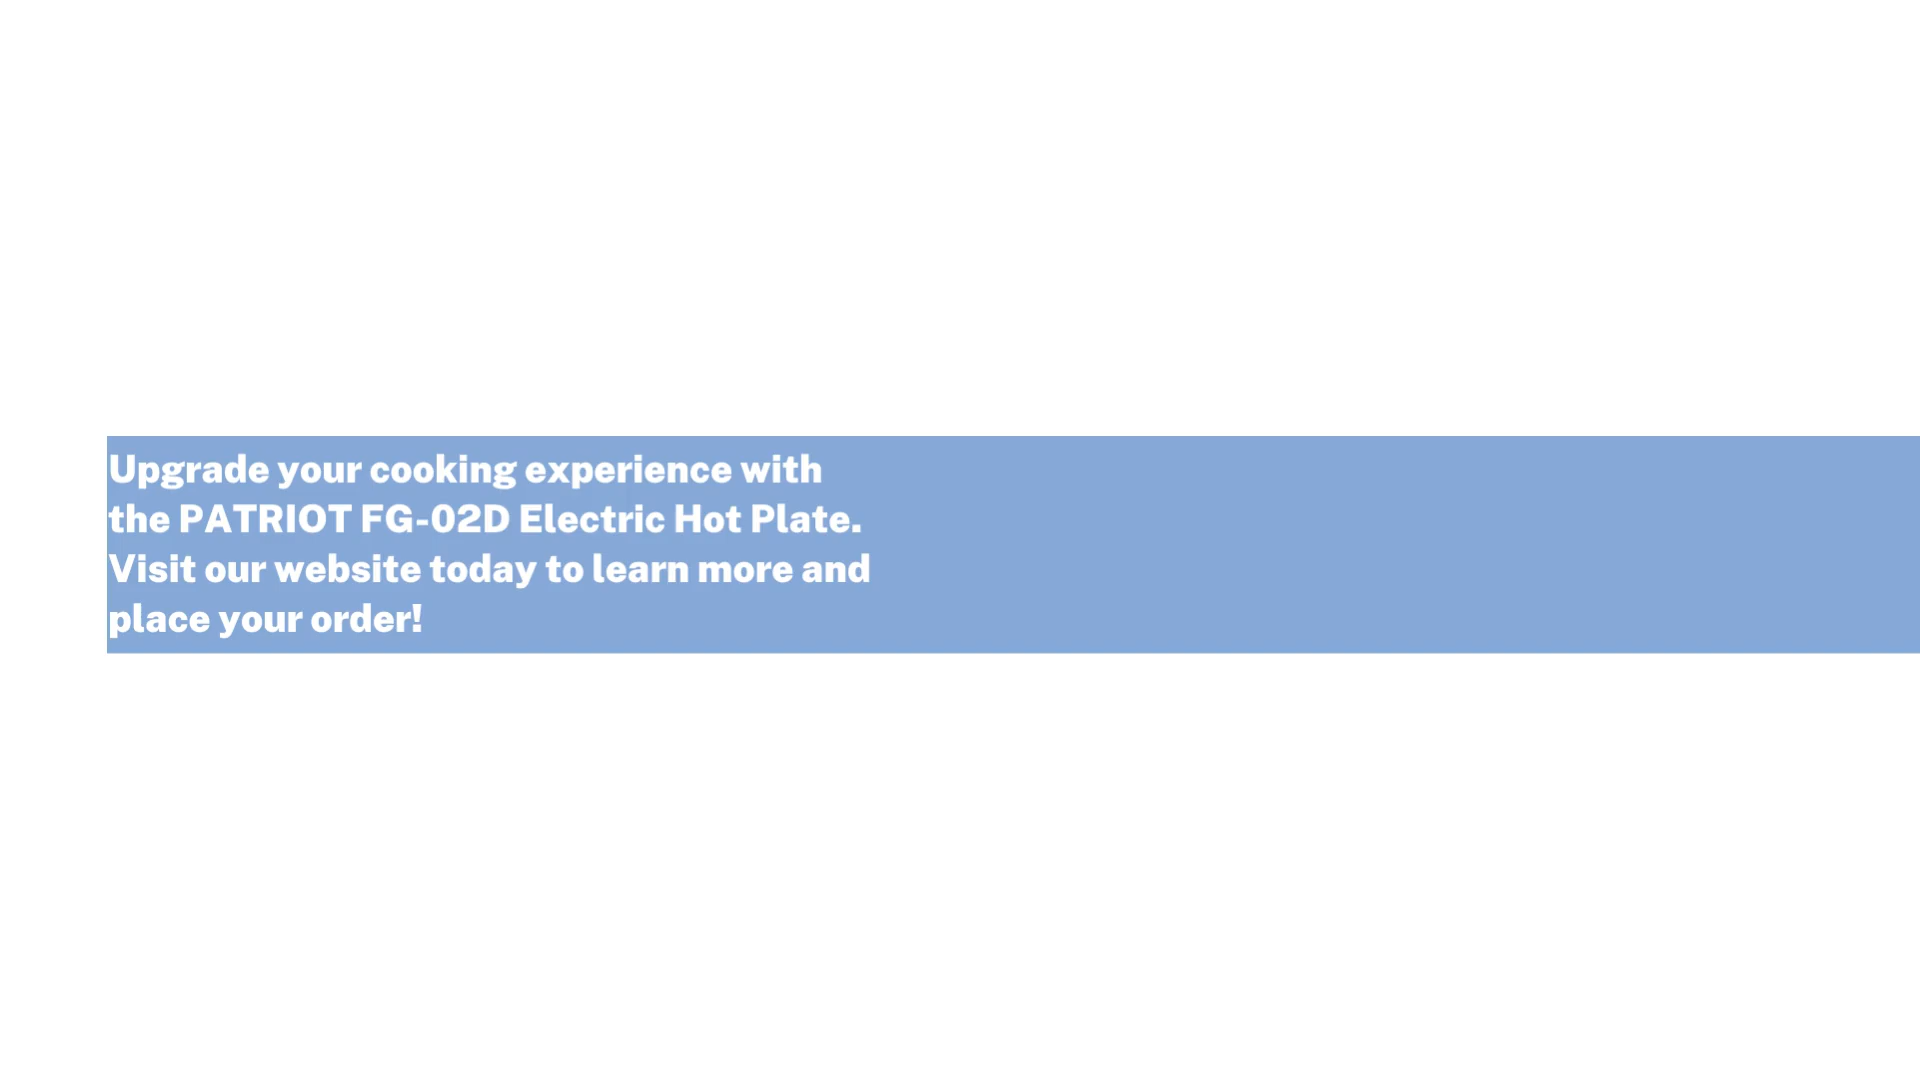 Upgrade your cooking experience with
the PATRIOT FG-02D Electric Hot Plate.
Visit our website today to learn more and
place your order!